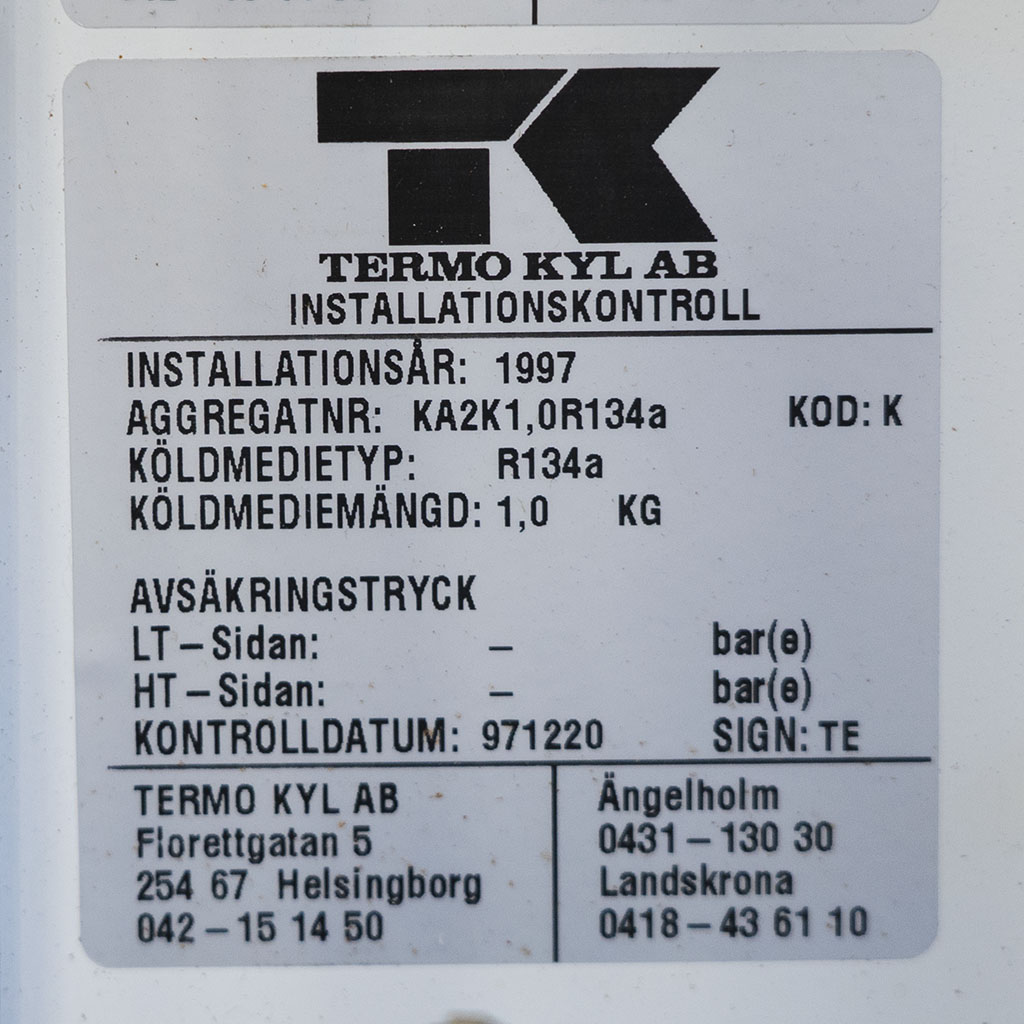 TK
TERMO KYL AB
INSTALLATIONSKONTROLL
INSTALLATIONSÅR: 1997
AGGREGATNR: KA2K1,0R134a KOD: K
KÖLDMEDIETYP: R134a
KÖLDMEDIEMÄNGD: 1,0 KG
AVSÄKRINGSTRYCK
LT–Sidan: – bar(e)
HT–Sidan: – bar(e)
KONTROLLDATUM: 971220 SIGN: TE
TERMO KYL AB
Florettgatan 5
254 67 Helsingborg
042–15 14 50
Ängelholm
0431–130 30
Landskrona
0418–43 61 10